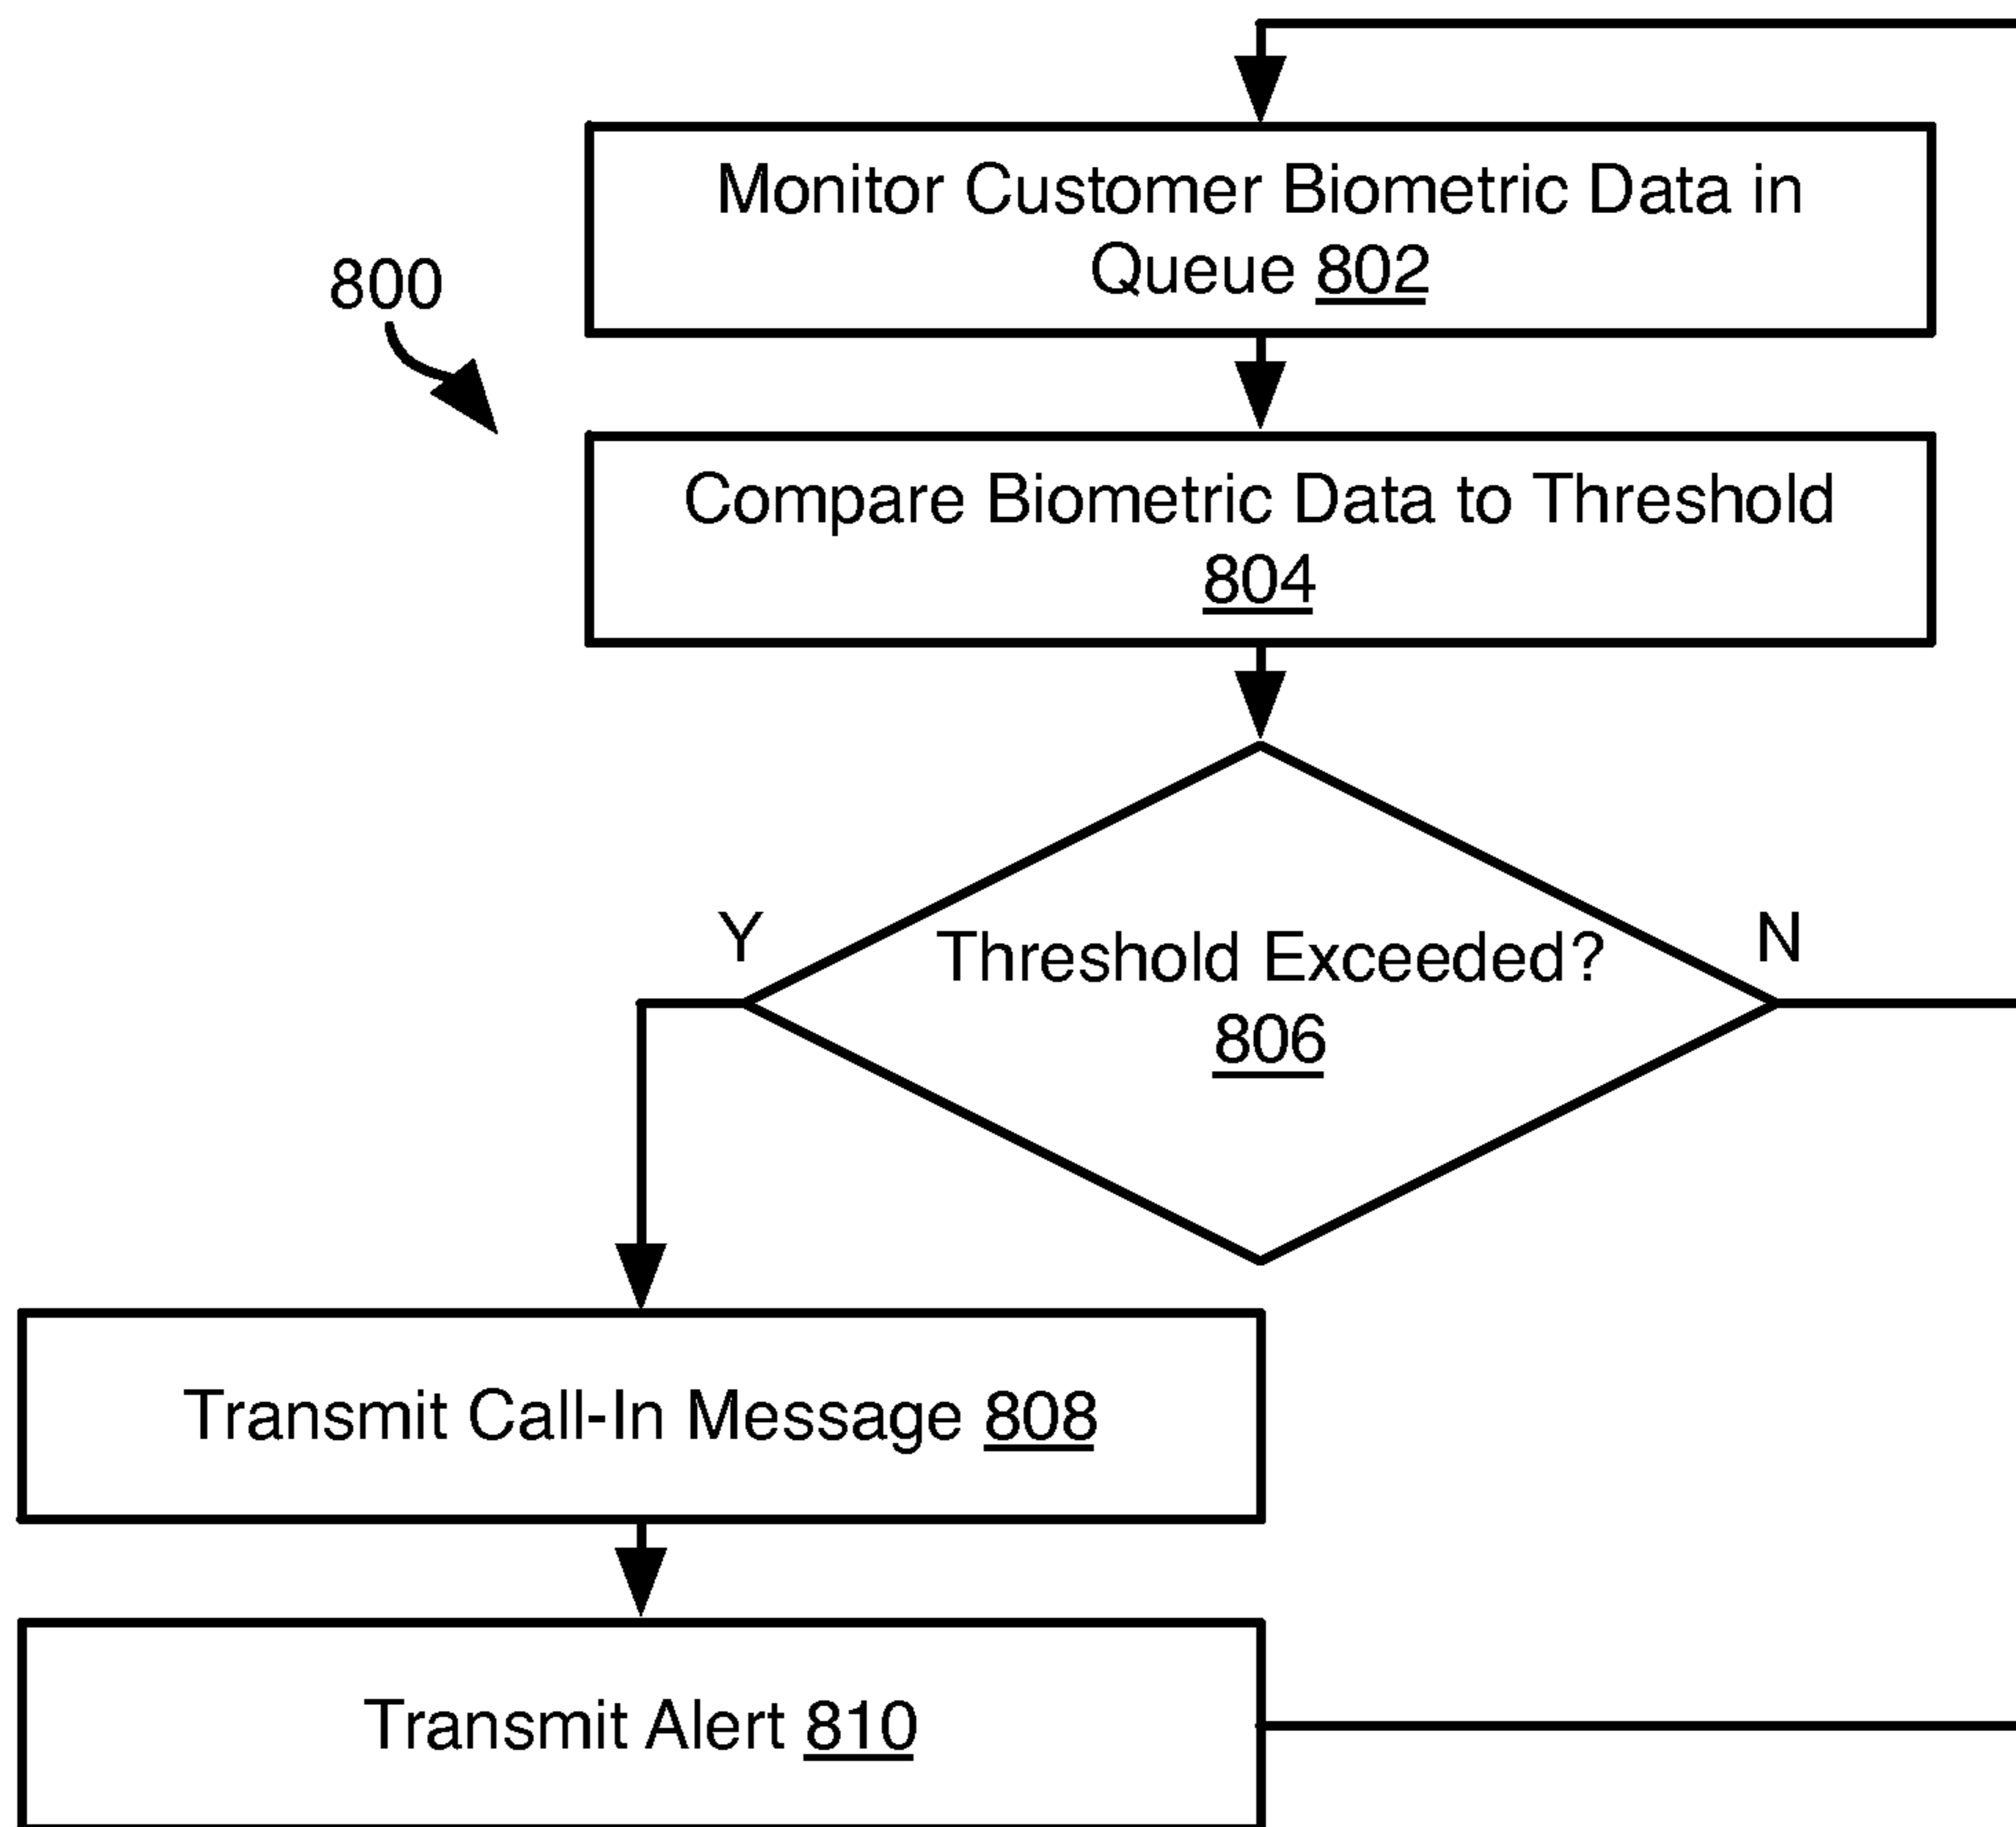 Monitor Customer Biometric Data in
Queue 802
800
Compare Biometric Data to Threshold
804
Y
N
Threshold Exceeded?
806
Transmit Call-In Message 808
Transmit Alert 810